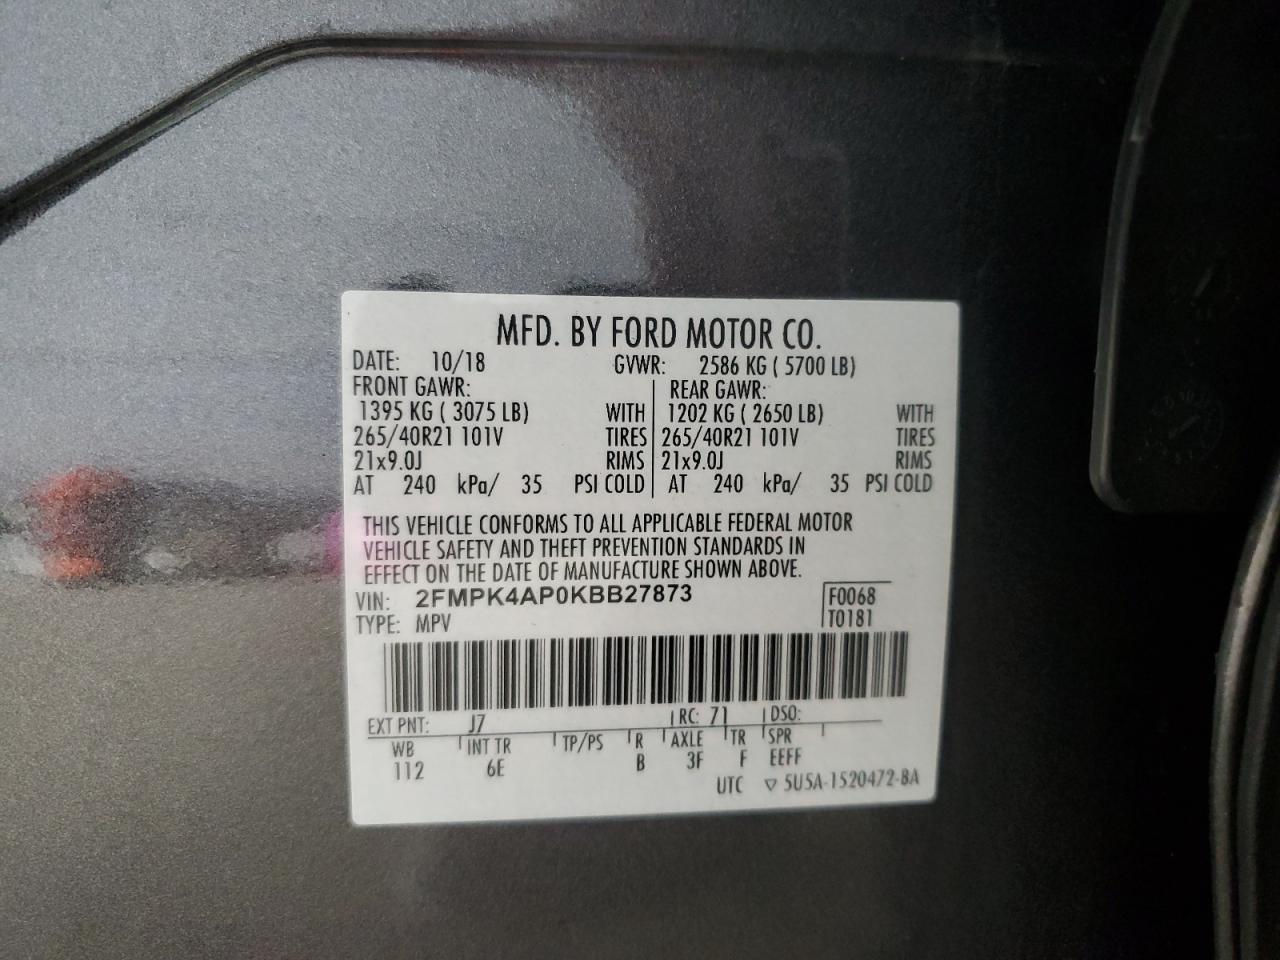 MFD. BY FORD MOTOR CO.
DATE: 10/18 GVWR: 2586 KG ( 5700 LB)
FRONT GAWR: REAR GAWR:
1395 KG ( 3075 LB) WITH 1202 KG ( 2650 LB) WITH
265/40R21 101V TIRES 265/40R21 101V TIRES
21x9.0J RIMS 21x9.0J RIMS
AT 240 kPa/ 35 PSI COLD AT 240 kPa/ 35 PSI COLD
THIS VEHICLE CONFORMS TO ALL APPLICABLE FEDERAL MOTOR
VEHICLE SAFETY AND THEFT PREVENTION STANDARDS IN
EFFECT ON THE DATE OF MANUFACTURE SHOWN ABOVE.
VIN: 2FMPK4AP0KBB27873 F0068
TYPE: MPV T0181
EXT PNT: J7 RC: 71 DSO:
WB INT TR TP/PS R AXLE TR SPR
112 6E B 3F F EEFF
UTC ▽ 5U5A-1520472-BA